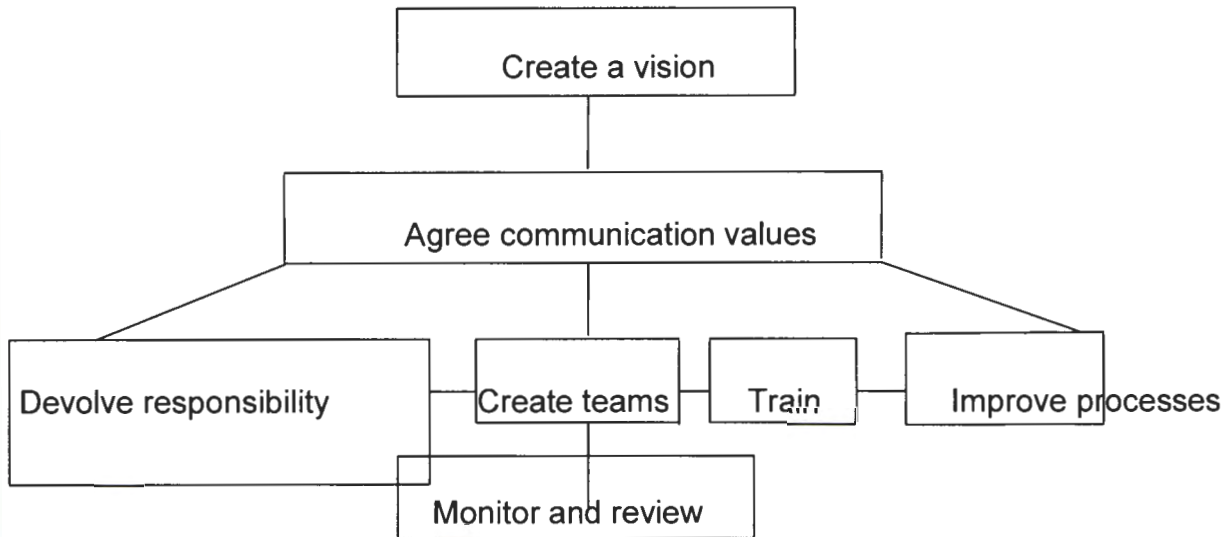 Create a vision
Agree communication values
Devolve responsibility
Create teams
Train
Improve processes
Monitor and review